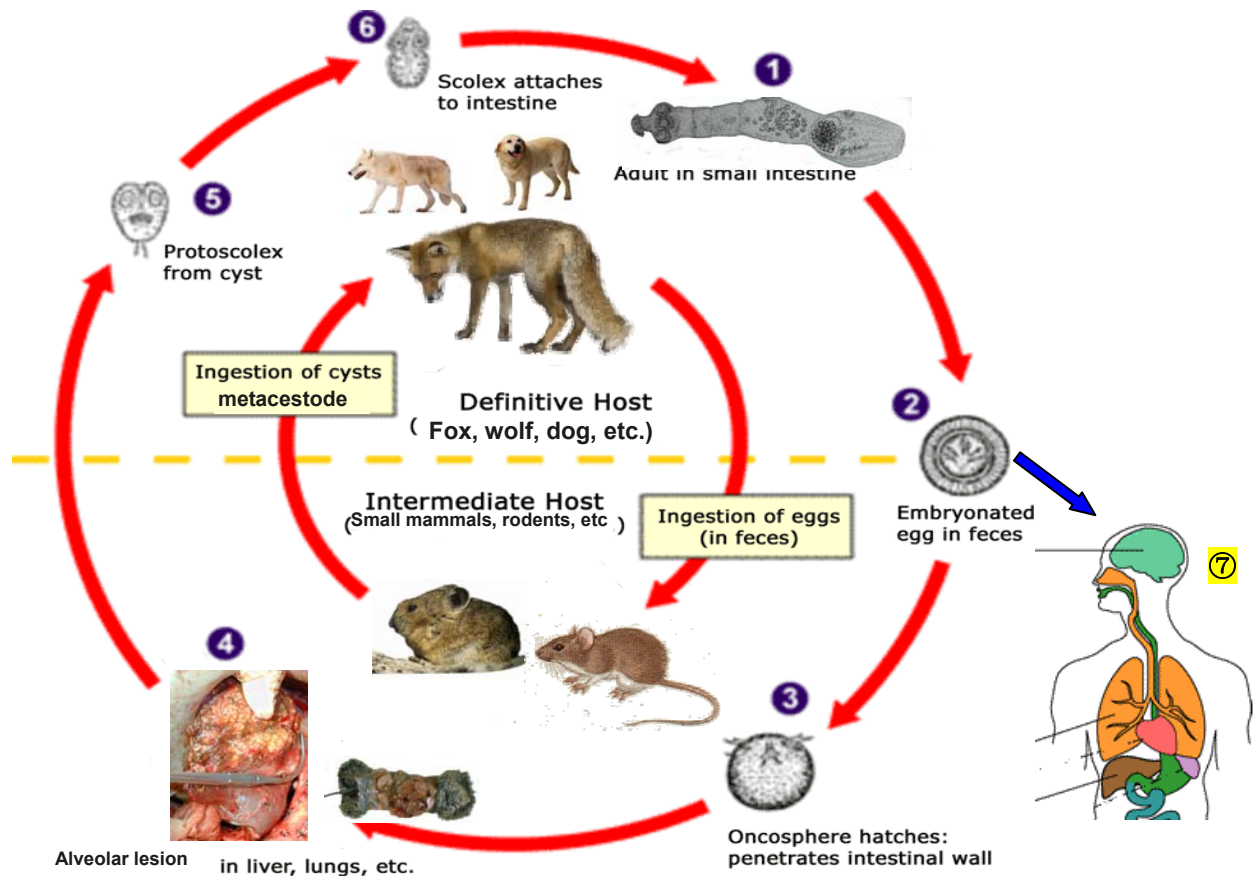 6
Scolex attaches
to intestine
1
Adult in small intestine
5
Protoscolex
from cyst
Ingestion of cysts
metacestode
Definitive Host
( Fox, wolf, dog, etc.)
2
Embryonated
egg in feces
Intermediate Host
(Small mammals, rodents, etc )
Ingestion of eggs
(in feces)
⑦
4
3
Oncosphere hatches:
penetrates intestinal wall
Alveolar lesion
in liver, lungs, etc.